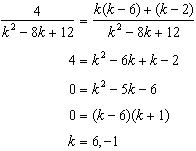 4/(k² − 8k + 12) = (k(k − 6) + (k − 2))/(k² − 8k + 12)
4 = k² − 6k + k − 2
0 = k² − 5k − 6
0 = (k − 6)(k + 1)
k = 6, −1